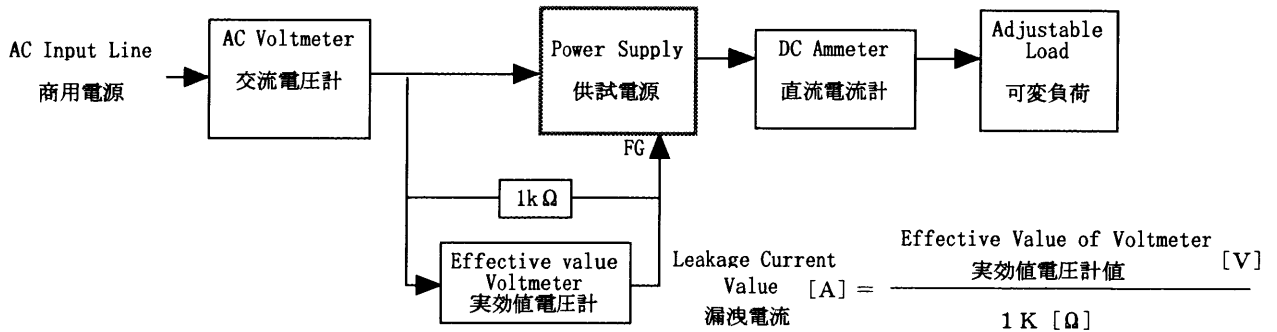 AC Input Line
商用電源
AC Voltmeter
交流電圧計
Power Supply
供試電源
DC Ammeter
直流電流計
Adjustable
Load
可変負荷
FG
1kΩ
Effective value
Voltmeter
実効値電圧計
Leakage Current
Value [A] =
漏洩電流
Effective Value of Voltmeter [V]
実効値電圧計値
1K [Ω]